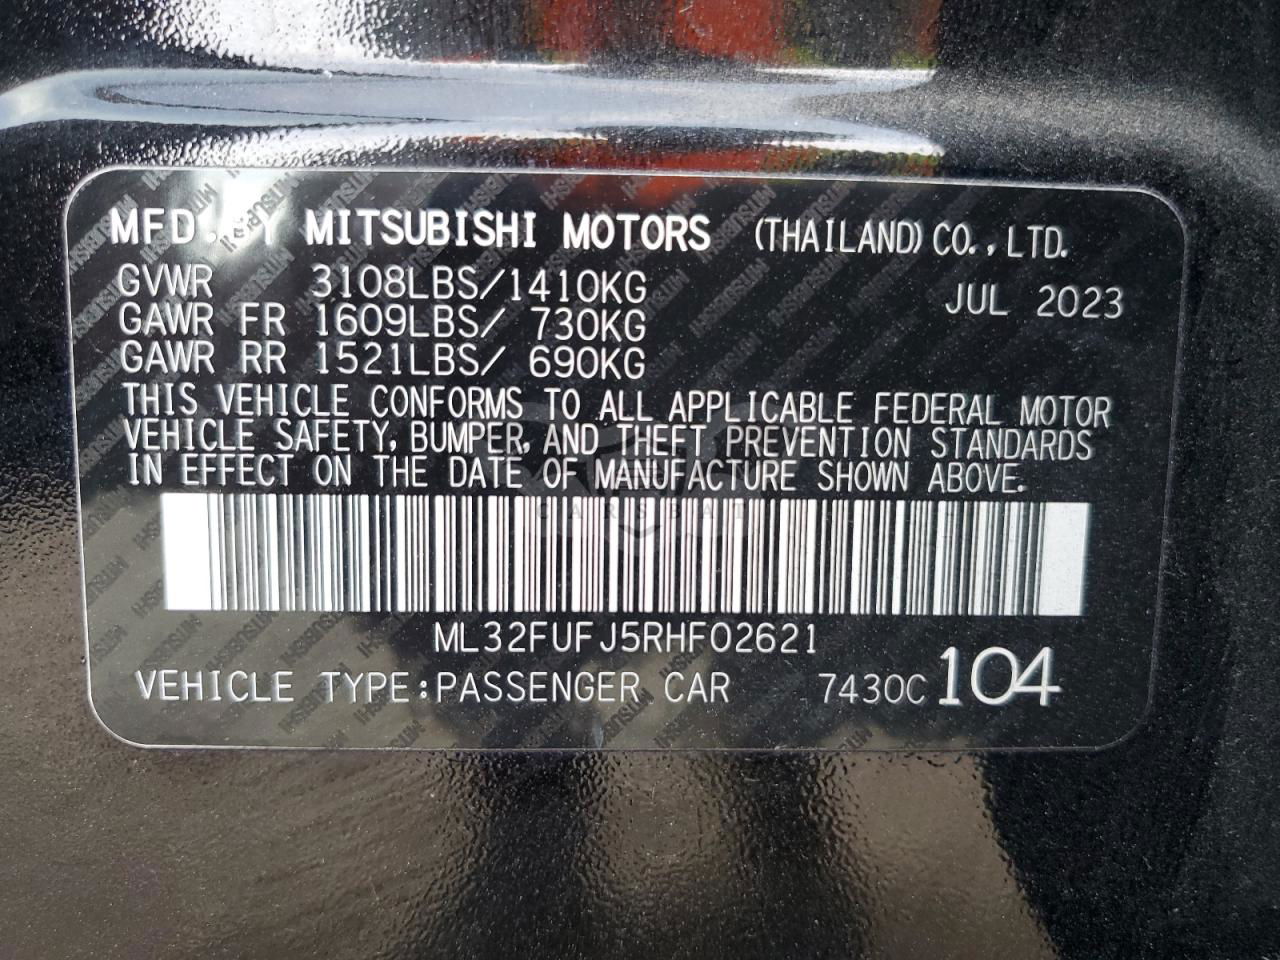 MFD. BY MITSUBISHI MOTORS (THAILAND) CO.,LTD.
GVWR 3108LBS/1410KG JUL 2023
GAWR FR 1609LBS/ 730KG
GAWR RR 1521LBS/ 690KG
THIS VEHICLE CONFORMS TO ALL APPLICABLE FEDERAL MOTOR
VEHICLE SAFETY, BUMPER, AND THEFT PREVENTION STANDARDS
IN EFFECT ON THE DATE OF MANUFACTURE SHOWN ABOVE.
CARSBAT
ML32FUFJ5RHF02621
VEHICLE TYPE:PASSENGER CAR 7430C 104